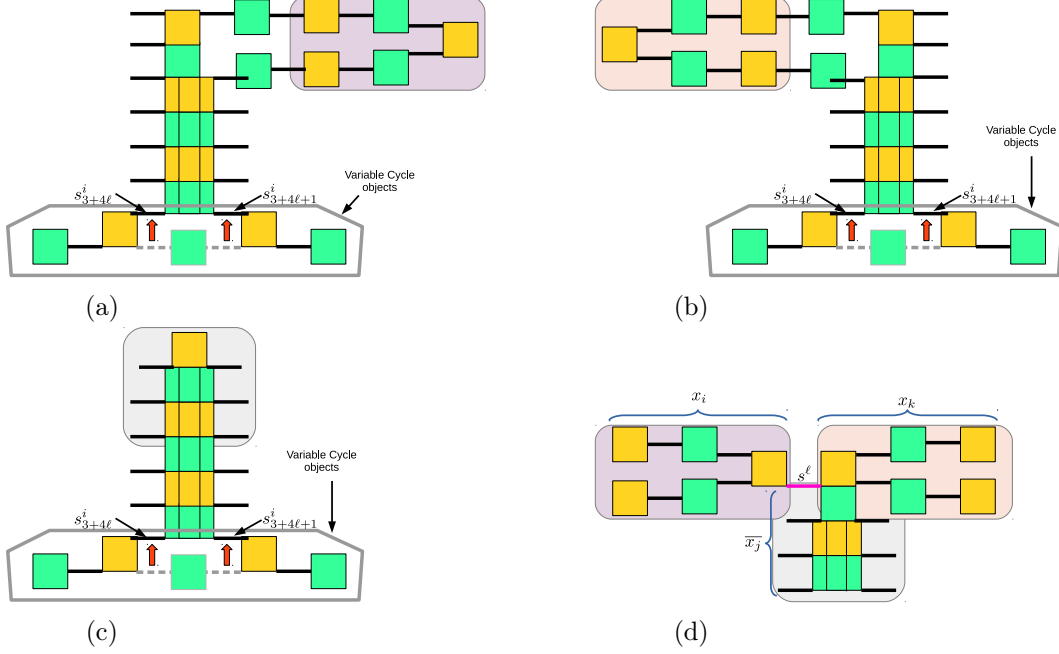 s^i_{3+4ℓ}
s^i_{3+4ℓ+1}
Variable Cycle
objects
(a)
s^i_{3+4ℓ}
s^i_{3+4ℓ+1}
Variable Cycle
objects
(b)
s^i_{3+4ℓ}
s^i_{3+4ℓ+1}
Variable Cycle
objects
(c)
x_i
x_k
s^ℓ
\overline{x_j}
(d)